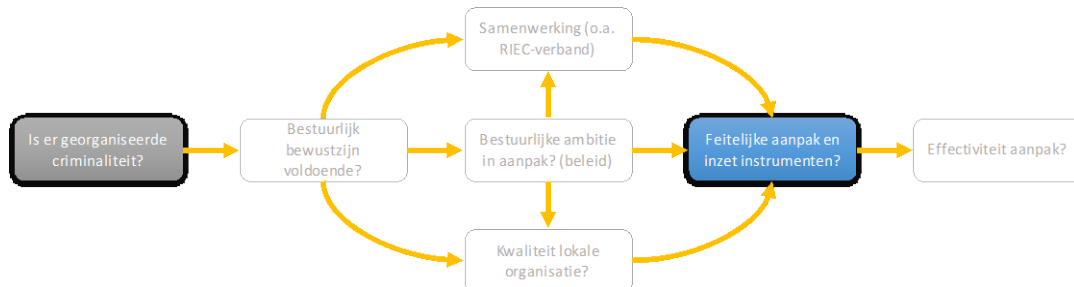 Samenwerking (o.a.
RIEC-verband)
Is er georganiseerde
criminaliteit?
Bestuurlijk
bewustzijn
voldoende?
Bestuurlijke ambitie
in aanpak? (beleid)
Feitelijke aanpak en
inzet instrumenten?
Effectiviteit aanpak?
Kwaliteit lokale
organisatie?